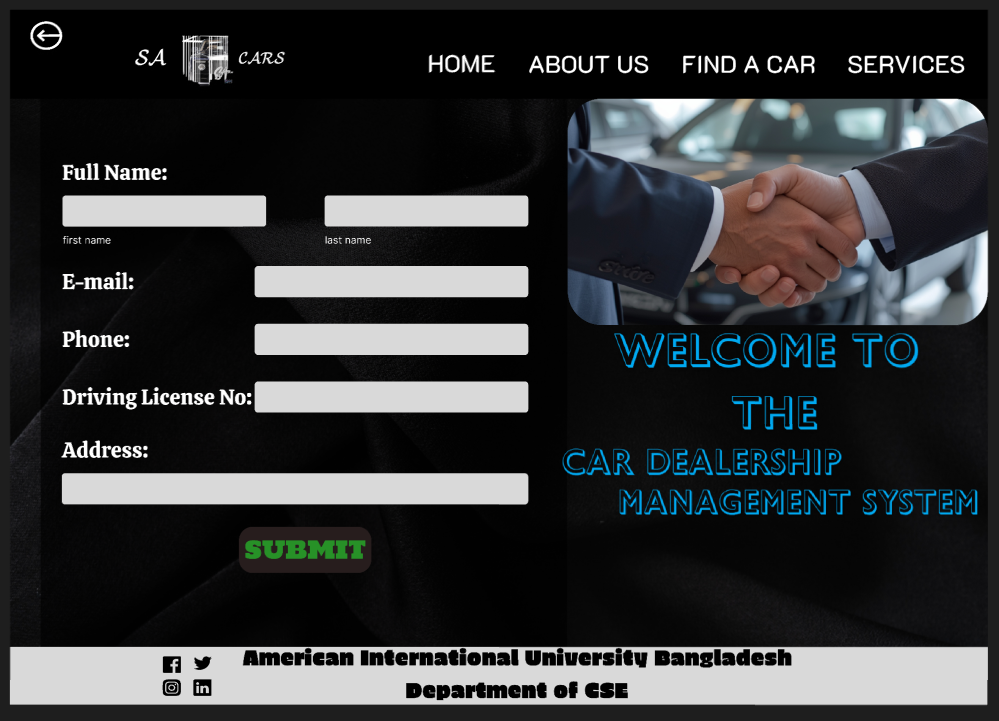 SA CARS
HOME ABOUT US FIND A CAR SERVICES
Full Name:
first name last name
E-mail:
Phone:
Driving License No:
Address:
SUBMIT
WELCOME TO
THE
CAR DEALERSHIP
MANAGEMENT SYSTEM
American International University Bangladesh
Department of CSE